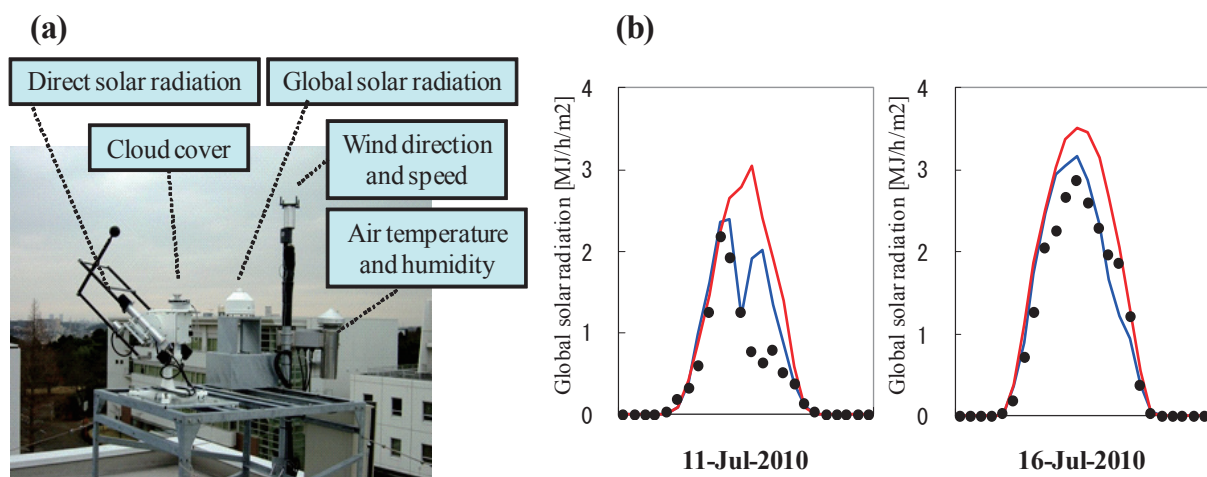 (a)
Direct solar radiation
Global solar radiation
Cloud cover
Wind direction
and speed
Air temperature
and humidity
(b)
Global solar radiation [MJ/h/m2]
4
3
2
1
0
11-Jul-2010
Global solar radiation [MJ/h/m2]
4
3
2
1
0
16-Jul-2010